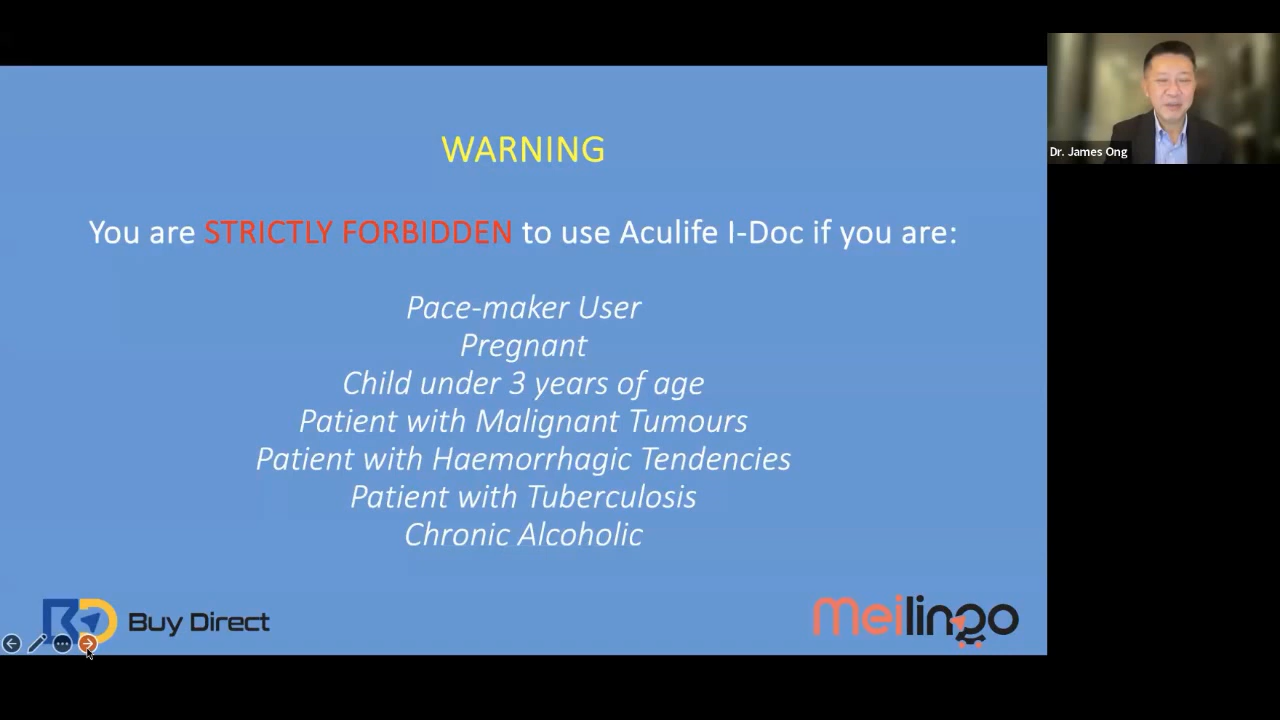 WARNING
You are STRICTLY FORBIDDEN to use Aculife I-Doc if you are:
Pace-maker User
Pregnant
Child under 3 years of age
Patient with Malignant Tumours
Patient with Haemorrhagic Tendencies
Patient with Tuberculosis
Chronic Alcoholic
BD Buy Direct
meilingo
Dr. James Ong